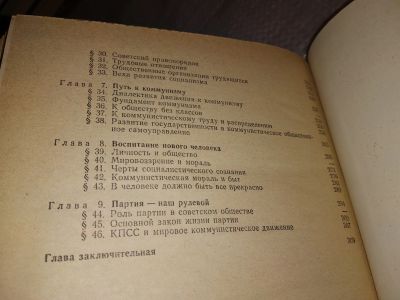 § 30. Советский правопорядок
§ 31. Трудовые отношения
§ 32. Общественные организации трудящихся
§ 33. Вехи развития социализма
Глава 7. Путь к коммунизму
§ 34. Диалектика движения к коммунизму
§ 35. Фундамент коммунизма
§ 36. К обществу без классов
§ 37. К коммунистическому труду и распределению
§ 38. Развитие государственности в коммунистическое общественное
ное самоуправление
Глава 8. Воспитание нового человека
§ 39. Личность и общество
§ 40. Мировоззрение и мораль
§ 41. Черты социалистического сознания
§ 42. Коммунистическая мораль и быт
§ 43. В человеке должно быть все прекрасно
Глава 9. Партия — наш рулевой
§ 44. Роль партии в советском обществе
§ 45. Основной закон жизни партии
§ 46. КПСС и мировое коммунистическое движение
Глава заключительная